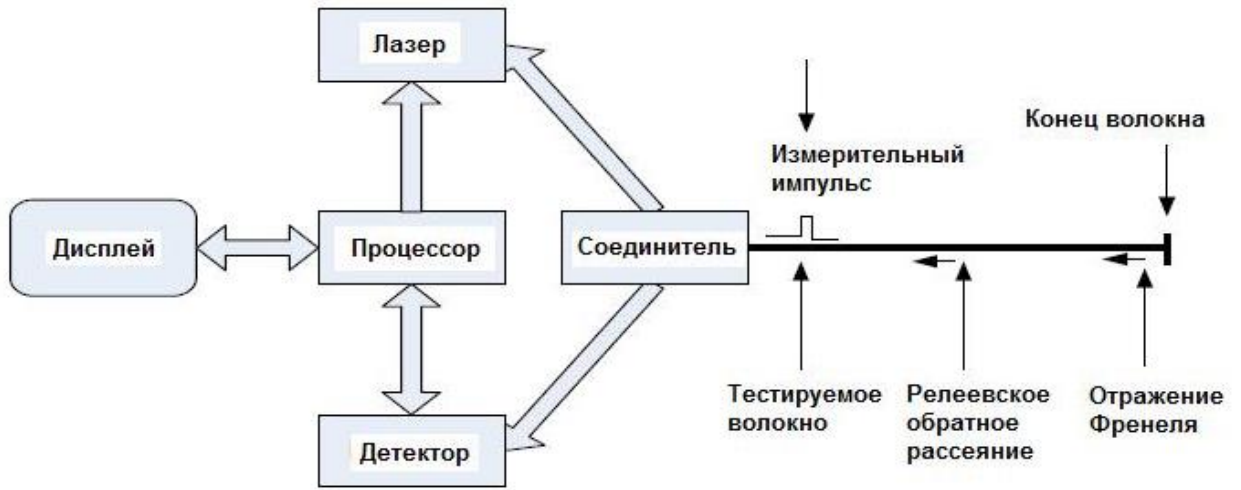 Лазер
Конец волокна
Измерительный
импульс
Дисплей
Процессор
Соединитель
Тестируемое
волокно
Релеевское
обратное
рассеяние
Отражение
Френеля
Детектор